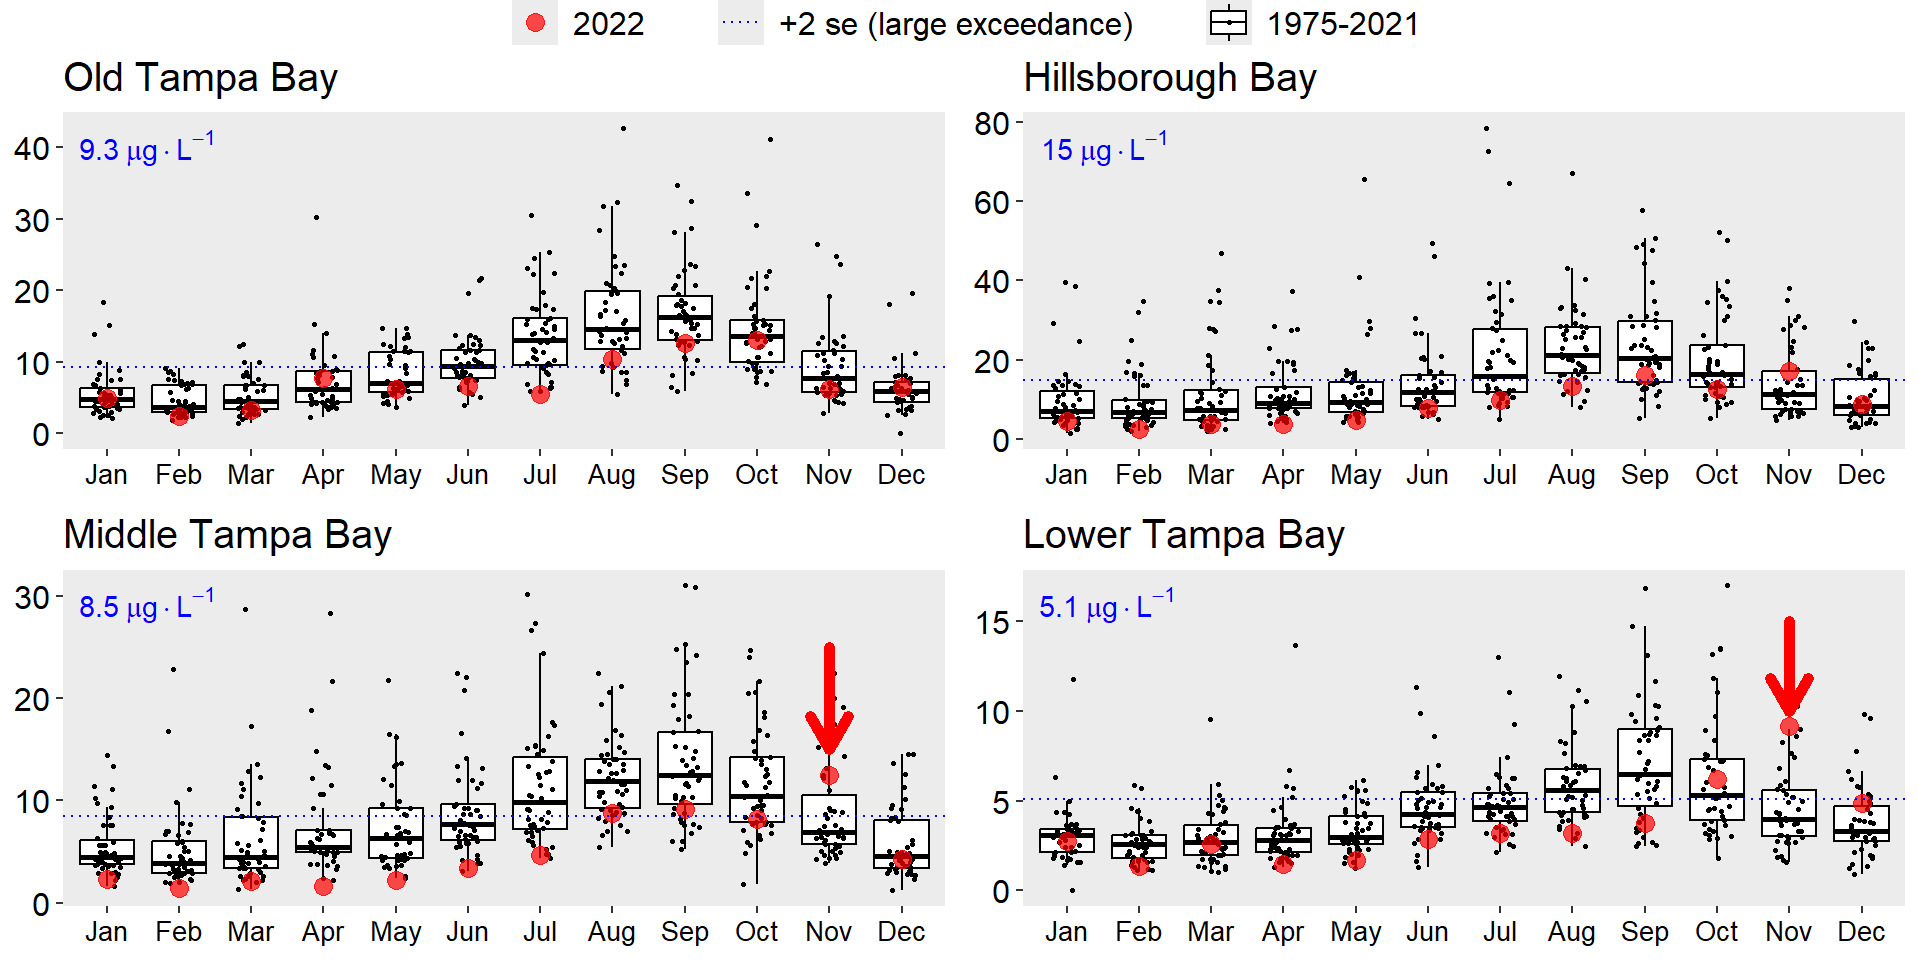 2022 +2 se (large exceedance) 1975-2021
Old Tampa Bay
9.3 µg · L⁻¹
40
30
20
10
0
Jan Feb Mar Apr May Jun Jul Aug Sep Oct Nov Dec
Hillsborough Bay
15 µg · L⁻¹
80
60
40
20
0
Jan Feb Mar Apr May Jun Jul Aug Sep Oct Nov Dec
Middle Tampa Bay
8.5 µg · L⁻¹
30
20
10
0
Jan Feb Mar Apr May Jun Jul Aug Sep Oct Nov Dec
Lower Tampa Bay
5.1 µg · L⁻¹
15
10
5
0
Jan Feb Mar Apr May Jun Jul Aug Sep Oct Nov Dec